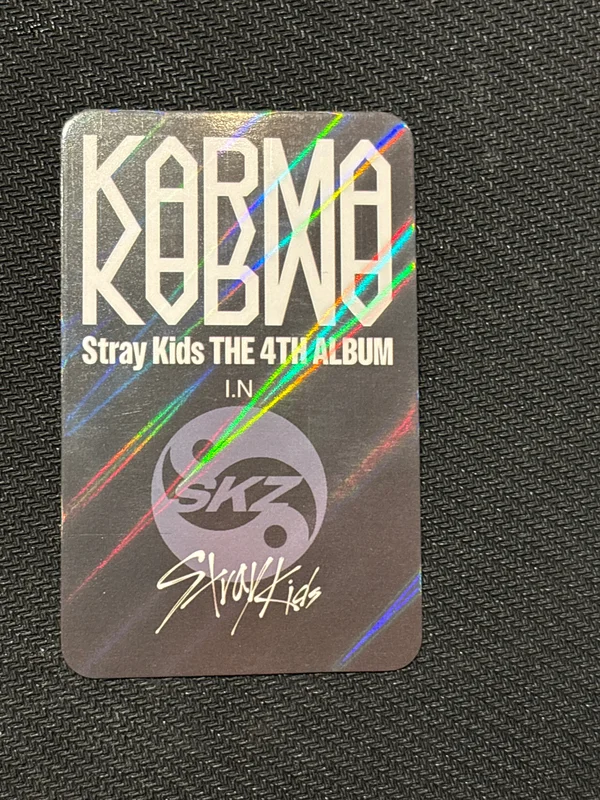 KARMA
KARMA
Stray Kids THE 4TH ALBUM
I.N
SKZ
Stray Kids